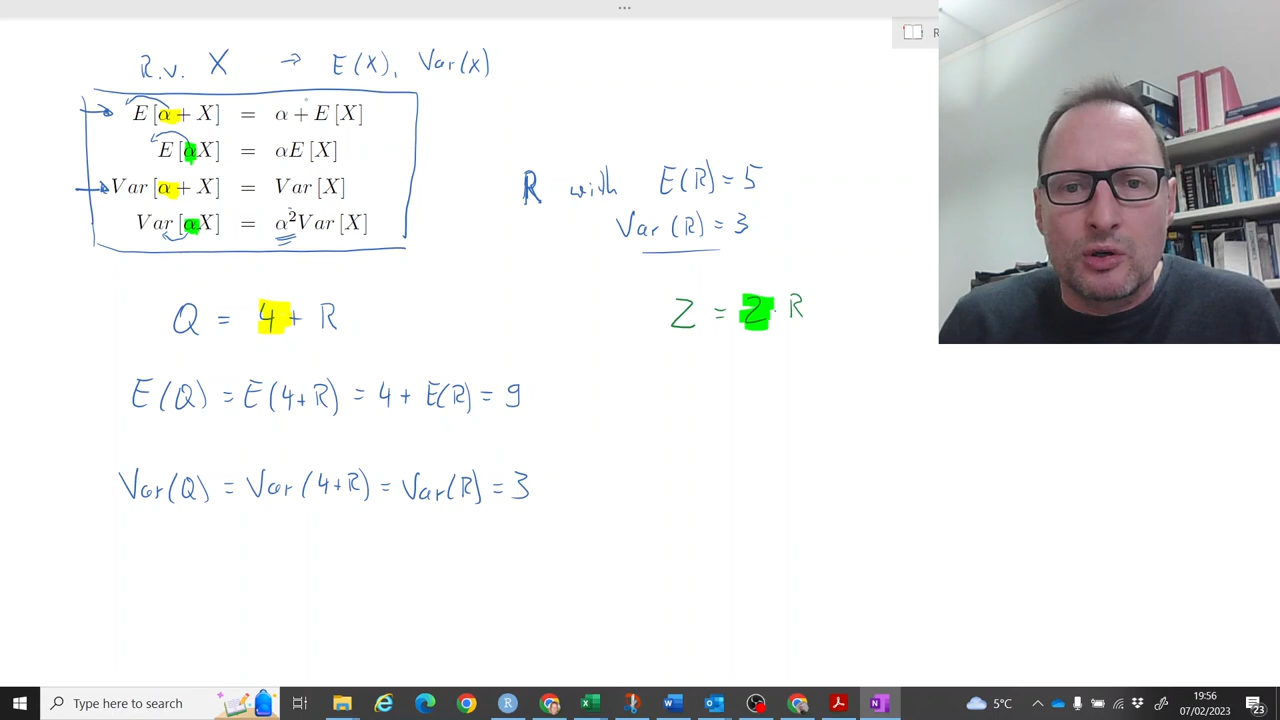 R.v. X → E(X), Var(X)
E [α + X] = α + E [X]
E [αX] = αE [X]
Var [α + X] = Var [X]
Var [αX] = α²Var [X]
R with E(R) = 5
Var(R) = 3
Q = 4 + R
Z = 2 · R
E(Q) = E(4+R) = 4 + E(R) = 9
Var(Q) = Var(4+R) = Var(R) = 3
R
Type here to search
5°C
19:56
07/02/2023
23